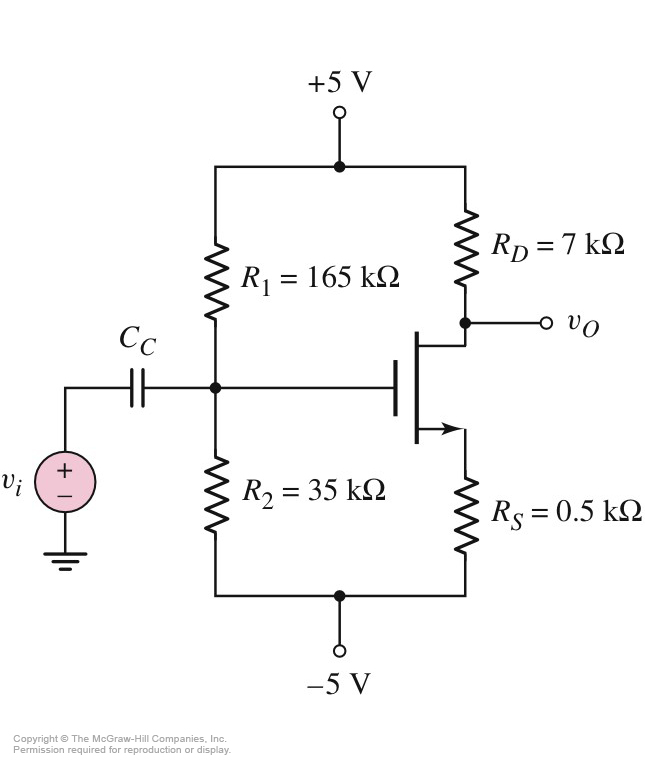 +5 V
R_D = 7 kΩ
R_1 = 165 kΩ
v_O
C_C
+
v_i
−
R_2 = 35 kΩ
R_S = 0.5 kΩ
−5 V
Copyright © The McGraw-Hill Companies, Inc.
Permission required for reproduction or display.